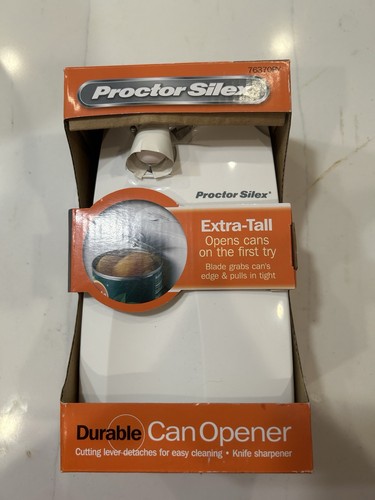 Proctor Silex
Proctor Silex
Extra-Tall
Opens cans
on the first try
Blade grabs can's
edge & pulls in tight
Durable Can Opener
Cutting lever detaches for easy cleaning • Knife sharpener